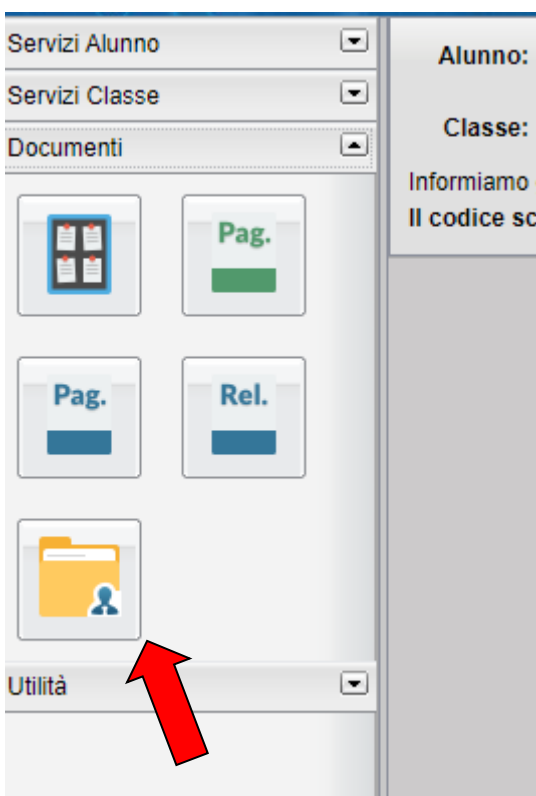 Servizi Alunno
Servizi Classe
Documenti
Pag.
Pag.
Rel.
Utilità
Alunno:
Classe:
Informiamo
Il codice sc